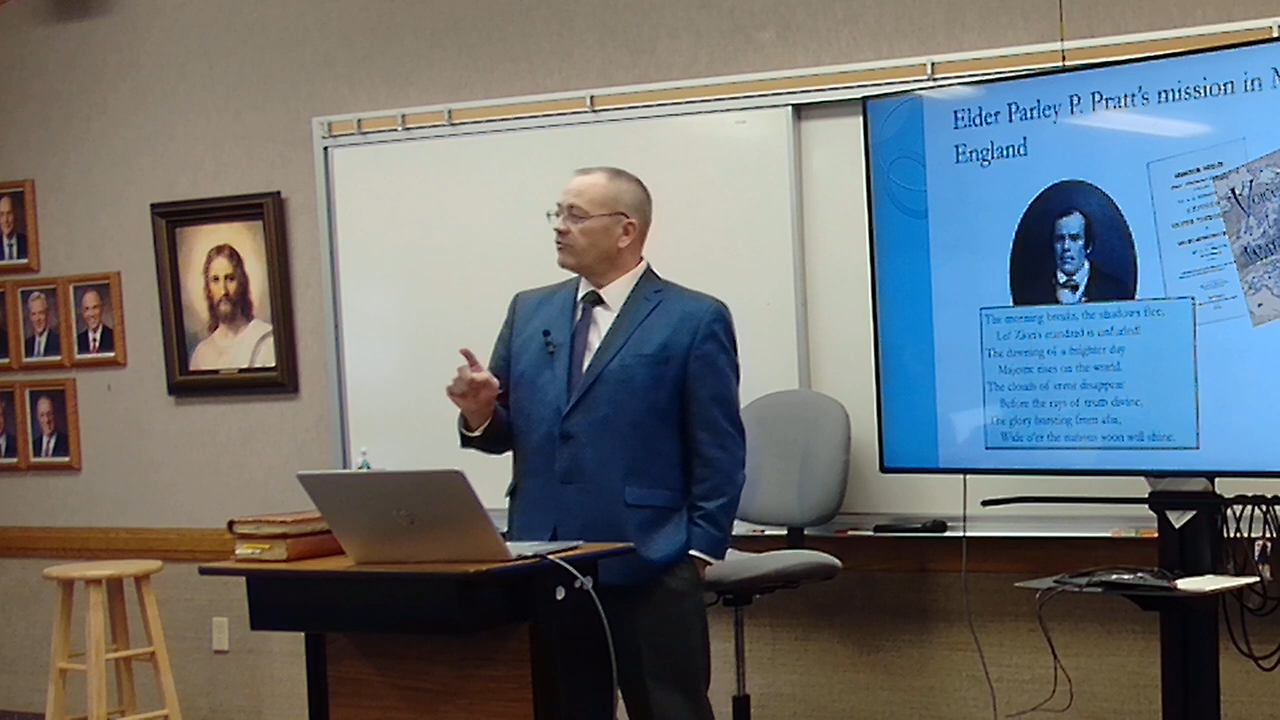 Elder Parley P. Pratt's mission in
England
VOICE
WARN
The morning breaks, the shadows flee,
Lo! Zion's standard is unfurled!
The dawning of a brighter day
Majestic rises on the world.
The clouds of error disappear
Before the rays of truth divine,
The glory bursting from afar,
Wide o'er the nations soon will shine.